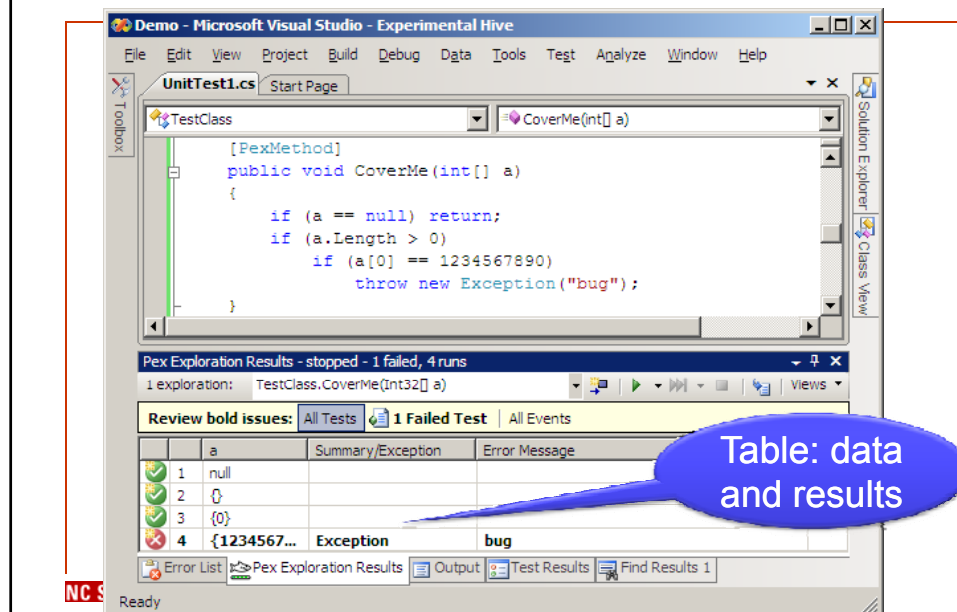 Demo - Microsoft Visual Studio - Experimental Hive
File Edit View Project Build Debug Data Tools Test Analyze Window Help
Toolbox
UnitTest1.cs Start Page
TestClass CoverMe(int[] a)
[PexMethod]
public void CoverMe(int[] a)
{
if (a == null) return;
if (a.Length > 0)
if (a[0] == 1234567890)
throw new Exception("bug");
}
Solution Explorer
Class View
Pex Exploration Results - stopped - 1 failed, 4 runs
1 exploration: TestClass.CoverMe(Int32[] a) Views
Review bold issues: All Tests 1 Failed Test All Events
a Summary/Exception Error Message
1 null
2 {}
3 {0}
4 {1234567... Exception bug
Table: data
and results
Error List Pex Exploration Results Output Test Results Find Results 1
NC
Ready